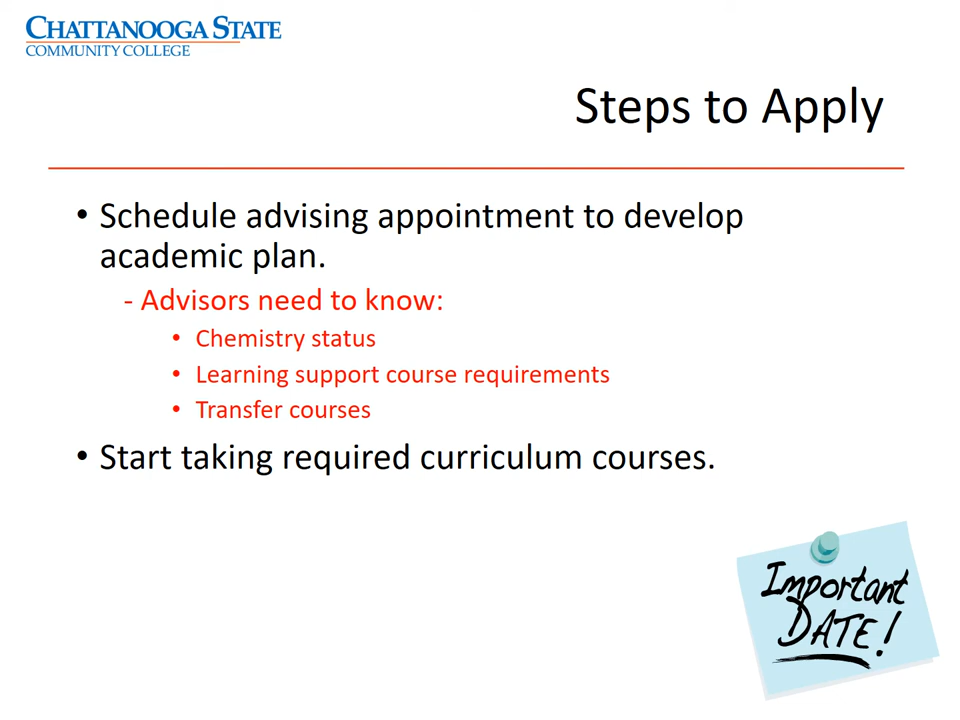 CHATTANOOGA STATE
COMMUNITY COLLEGE
Steps to Apply
• Schedule advising appointment to develop
academic plan.
- Advisors need to know:
• Chemistry status
• Learning support course requirements
• Transfer courses
• Start taking required curriculum courses.
Important
DATE!